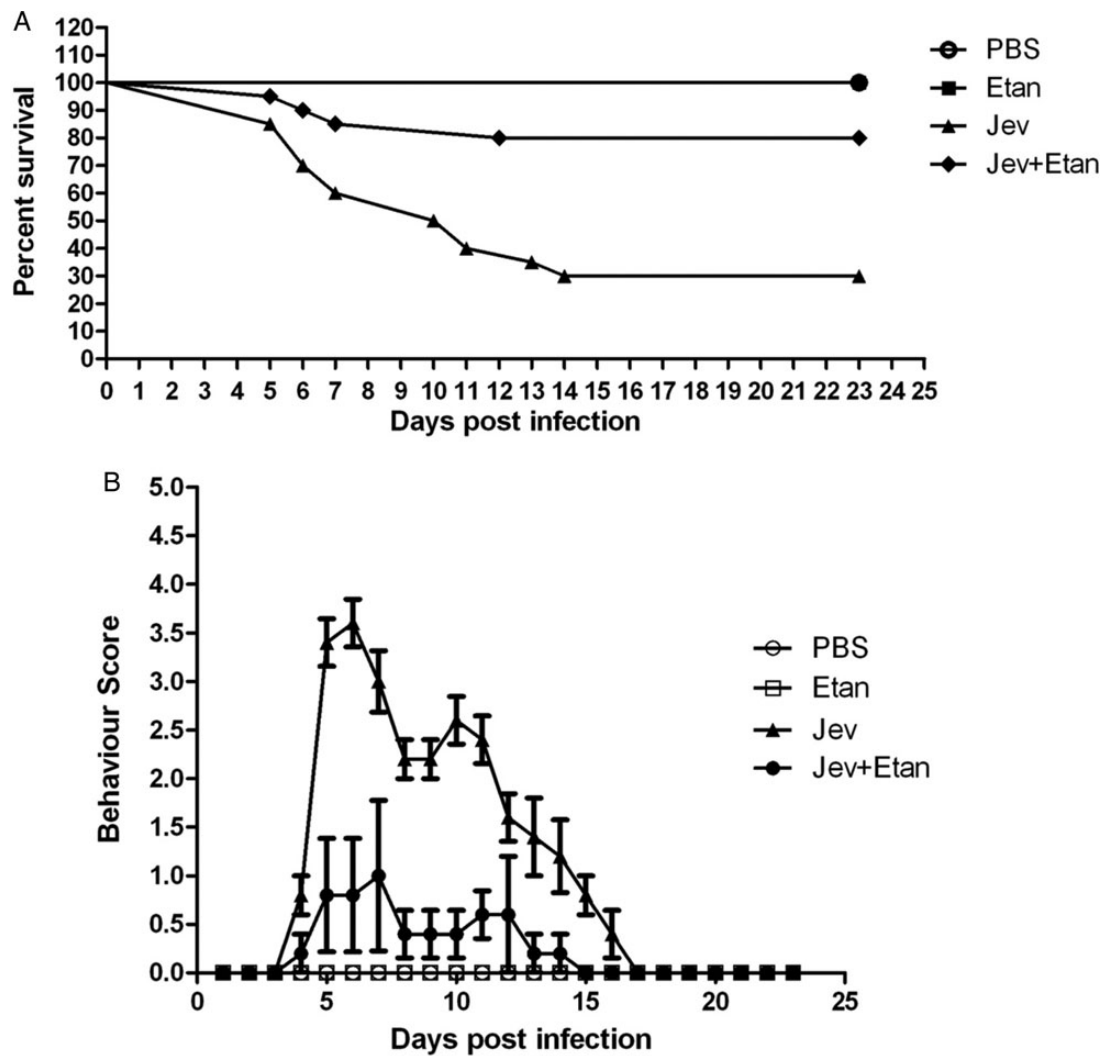 A
120
110
100
90
80
70
60
50
40
30
20
10
0
Percent survival
0 1 2 3 4 5 6 7 8 9 10 11 12 13 14 15 16 17 18 19 20 21 22 23 24 25
Days post infection
PBS
Etan
Jev
Jev+Etan
B
5.0
4.5
4.0
3.5
3.0
2.5
2.0
1.5
1.0
0.5
0.0
Behaviour Score
0 5 10 15 20 25
Days post infection
PBS
Etan
Jev
Jev+Etan